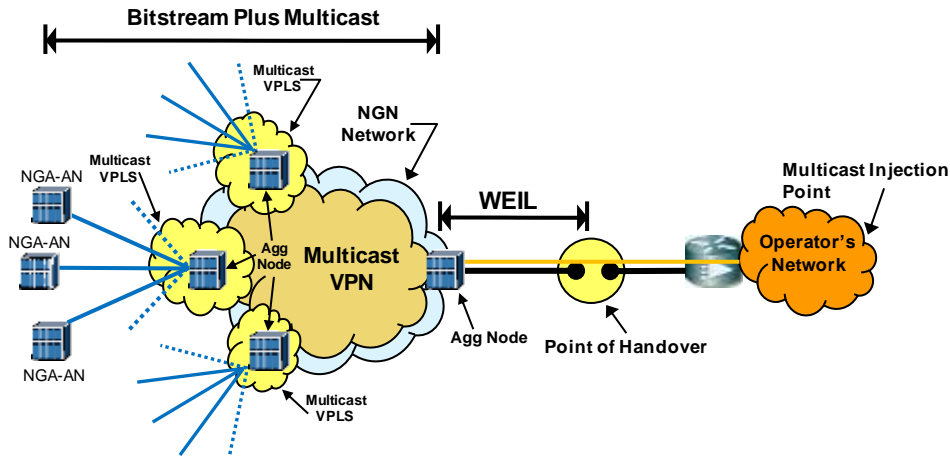 Bitstream Plus Multicast
Multicast
VPLS
NGN
Network
Multicast
VPLS
NGA-AN
NGA-AN
NGA-AN
Agg
Node
Multicast
VPN
WEIL
Agg Node
Point of Handover
Multicast Injection
Point
Operator's
Network
Multicast
VPLS